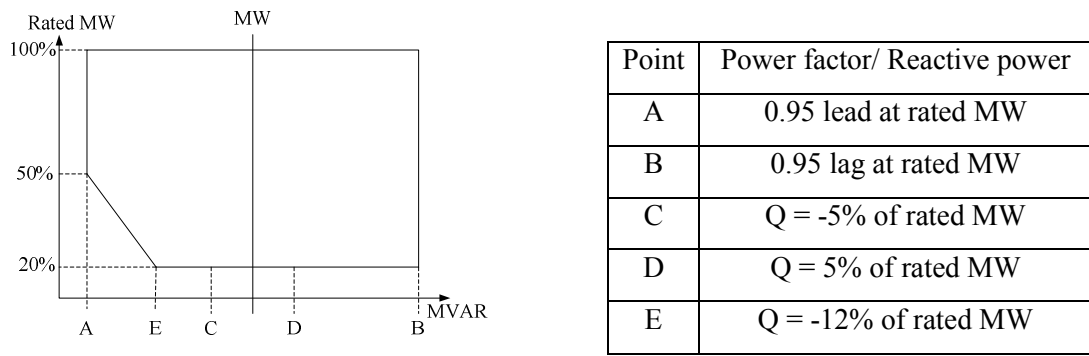 Rated MW
MW
100%
50%
20%
MVAR
A E C D B
Point Power factor/ Reactive power
A 0.95 lead at rated MW
B 0.95 lag at rated MW
C Q = -5% of rated MW
D Q = 5% of rated MW
E Q = -12% of rated MW